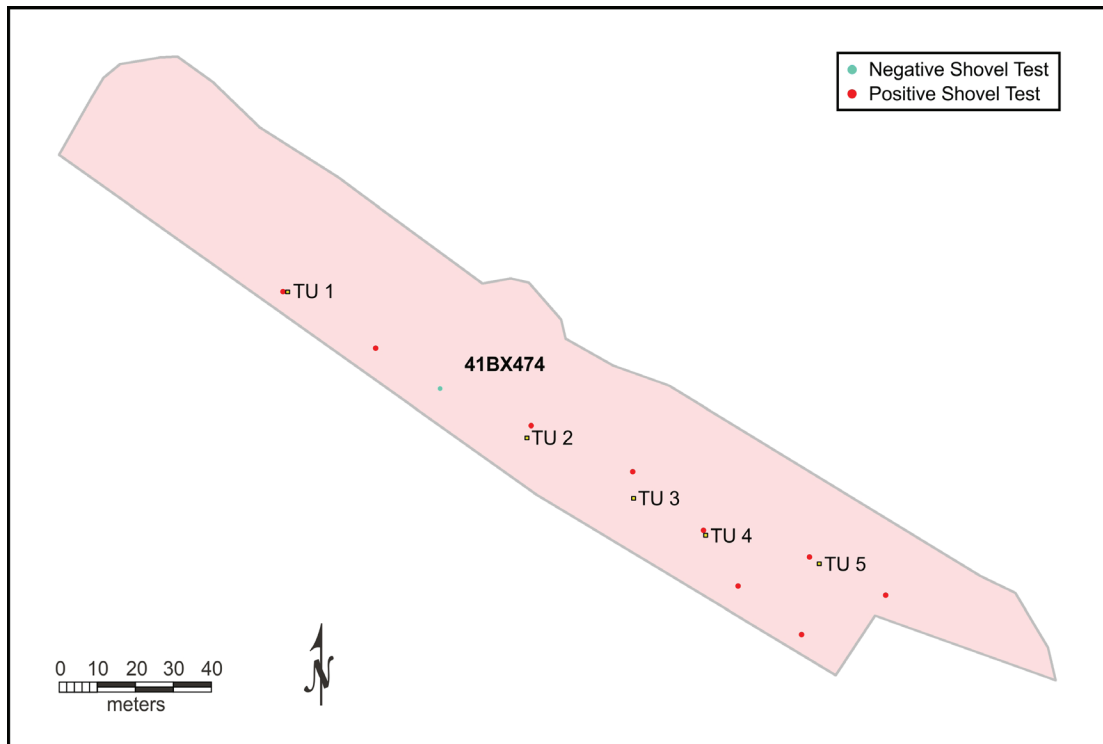 Negative Shovel Test
Positive Shovel Test
TU 1
41BX474
TU 2
TU 3
TU 4
TU 5
0 10 20 30 40
meters
N